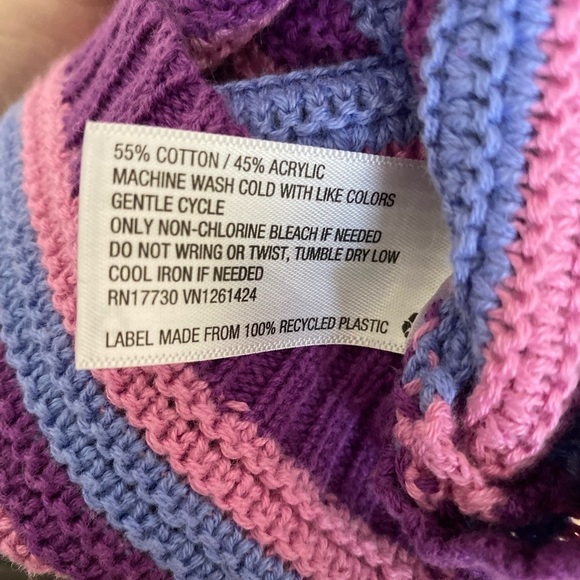 55% COTTON / 45% ACRYLIC
MACHINE WASH COLD WITH LIKE COLORS
GENTLE CYCLE
ONLY NON-CHLORINE BLEACH IF NEEDED
DO NOT WRING OR TWIST, TUMBLE DRY LOW
COOL IRON IF NEEDED
RN17730 VN1261424
LABEL MADE FROM 100% RECYCLED PLASTIC